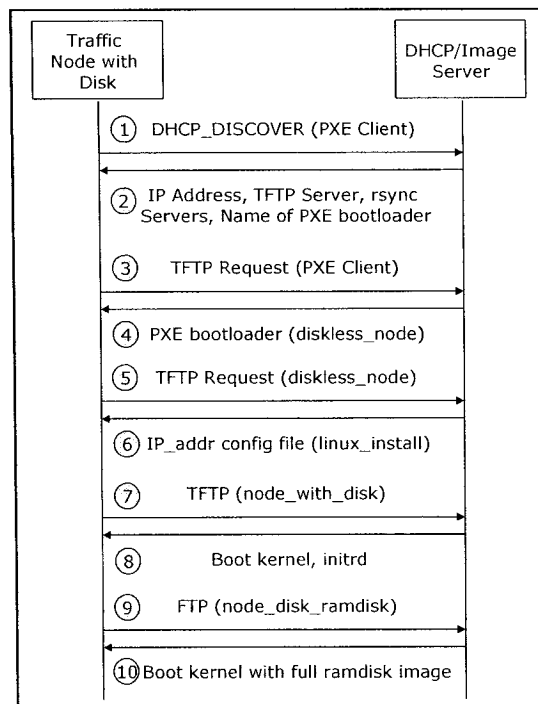 Traffic
Node with
Disk
DHCP/Image
Server
1 DHCP_DISCOVER (PXE Client)
2 IP Address, TFTP Server, rsync
Servers, Name of PXE bootloader
3 TFTP Request (PXE Client)
4 PXE bootloader (diskless_node)
5 TFTP Request (diskless_node)
6 IP_addr config file (linux_install)
7 TFTP (node_with_disk)
8 Boot kernel, initrd
9 FTP (node_disk_ramdisk)
10 Boot kernel with full ramdisk image